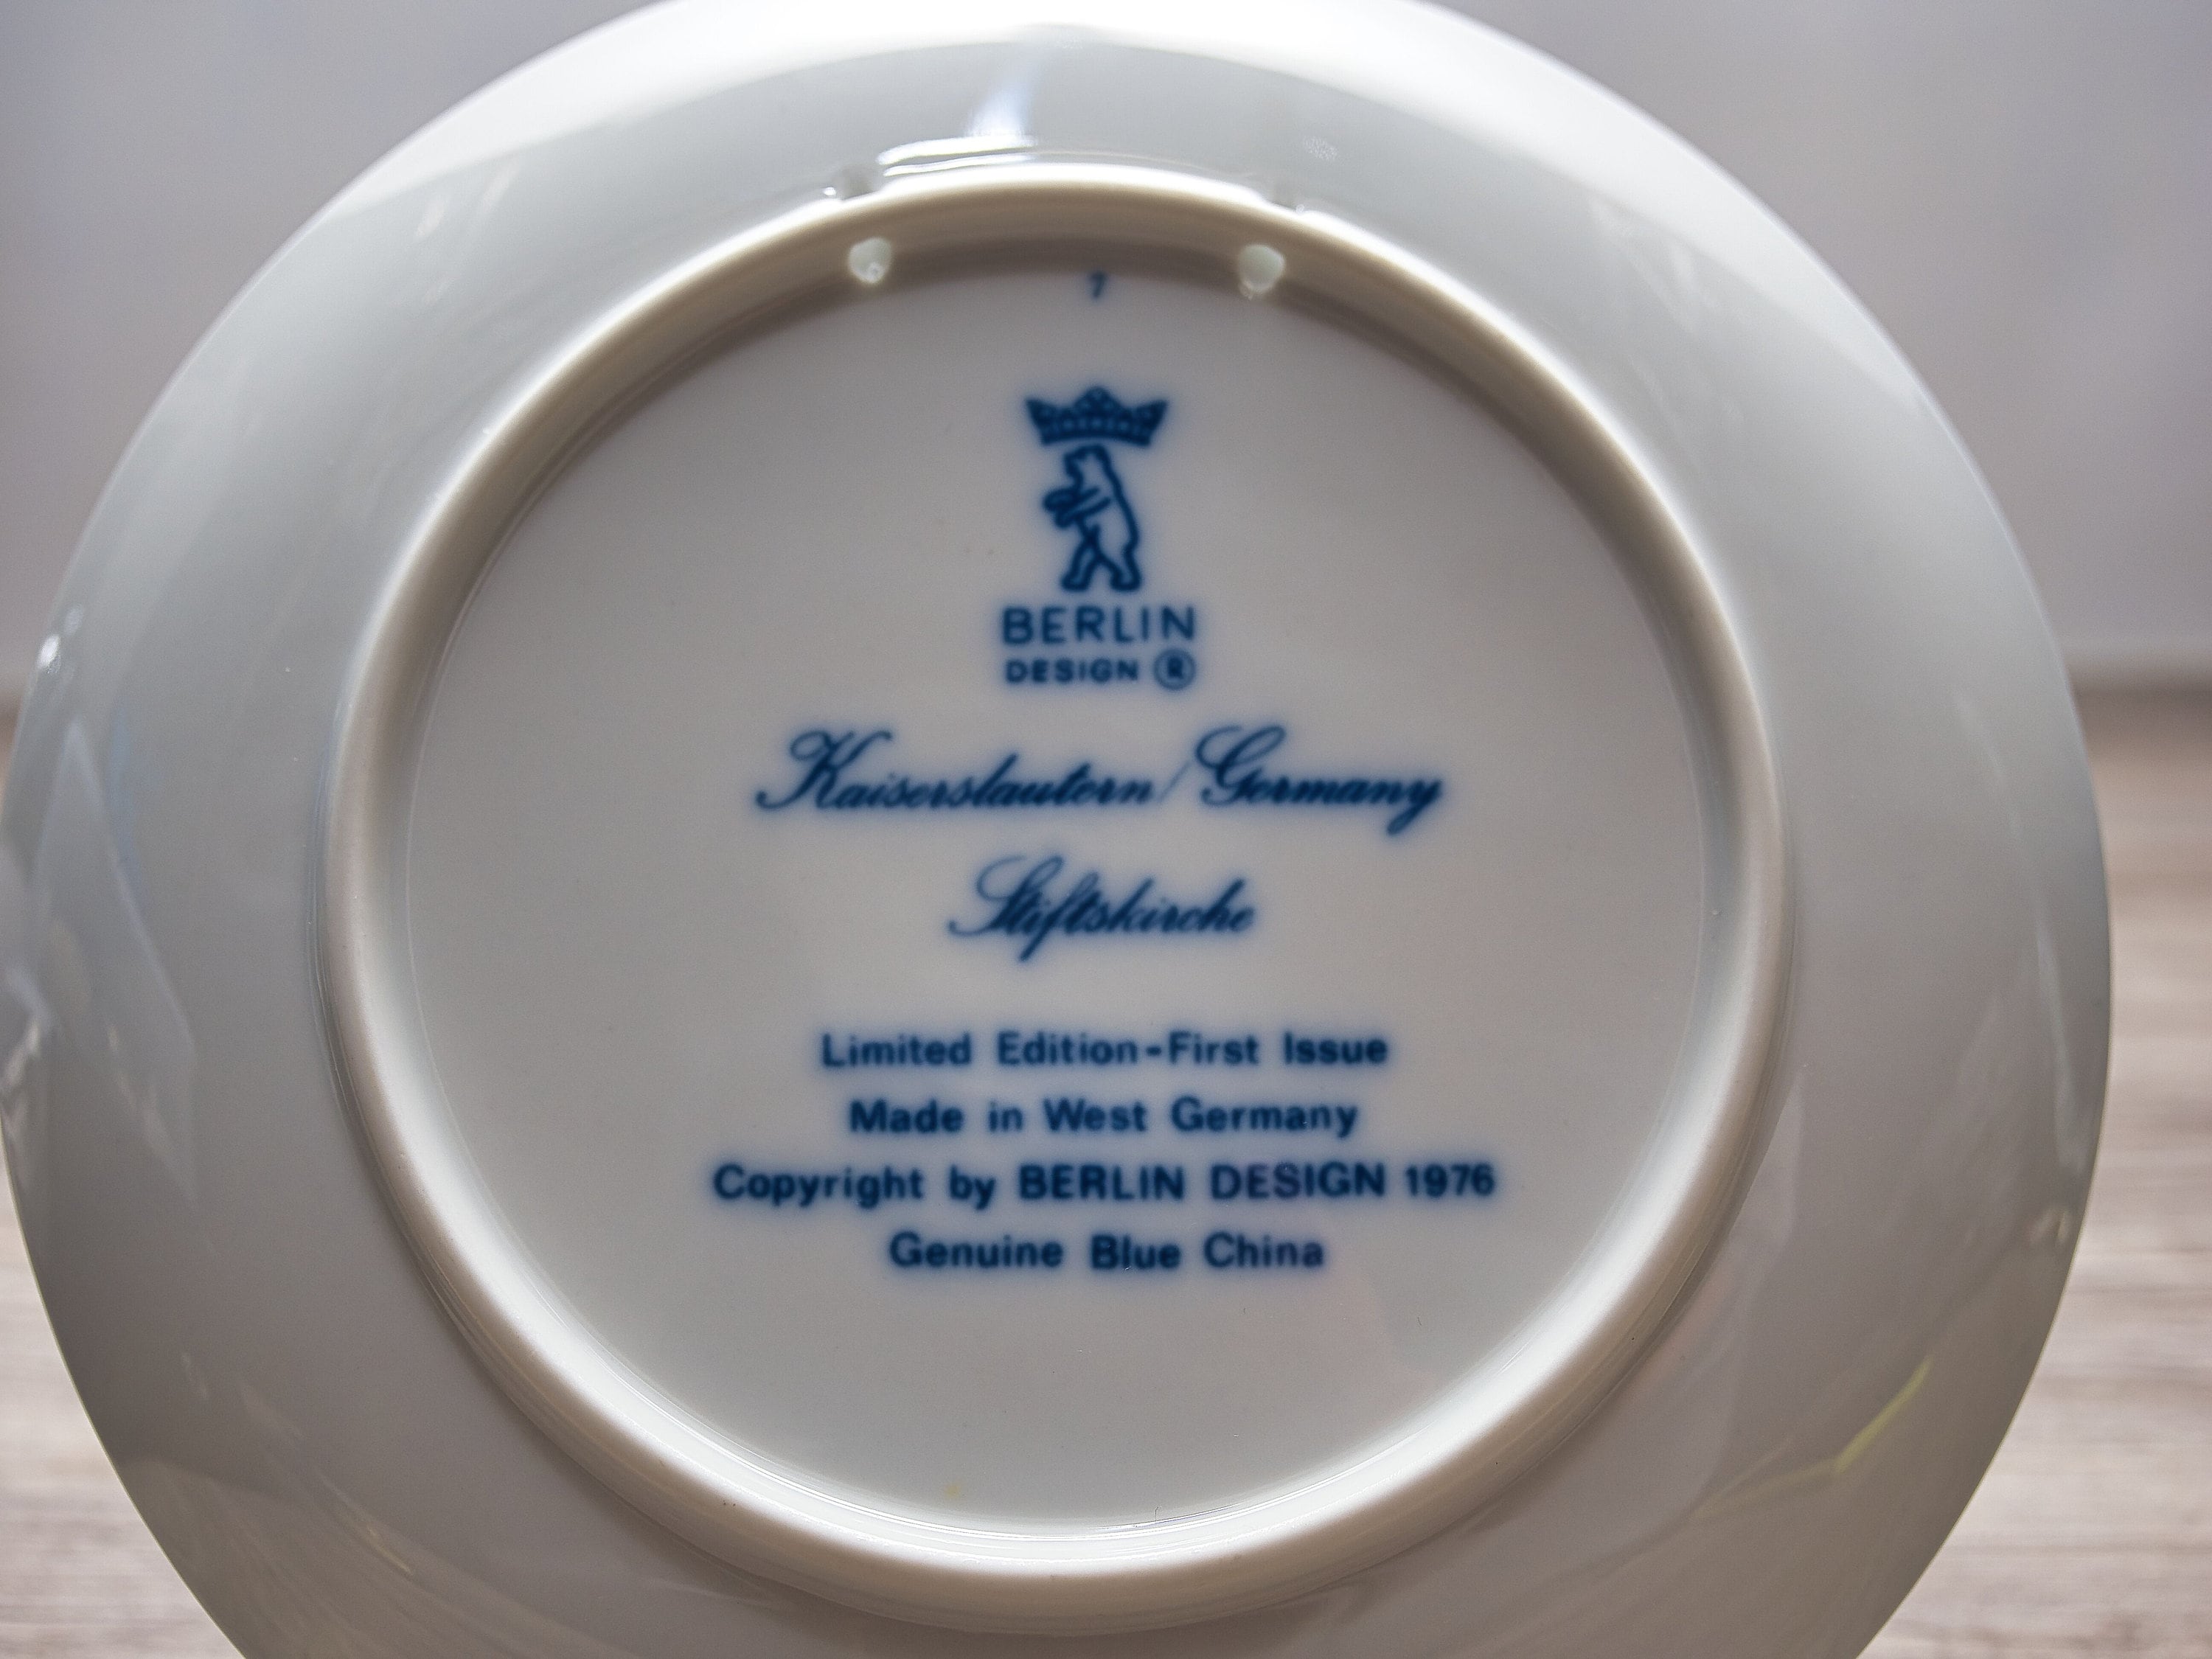 7
BERLIN
DESIGN ®
Kaiserslautern/Germany
Stiftskirche
Limited Edition-First Issue
Made in West Germany
Copyright by BERLIN DESIGN 1976
Genuine Blue China